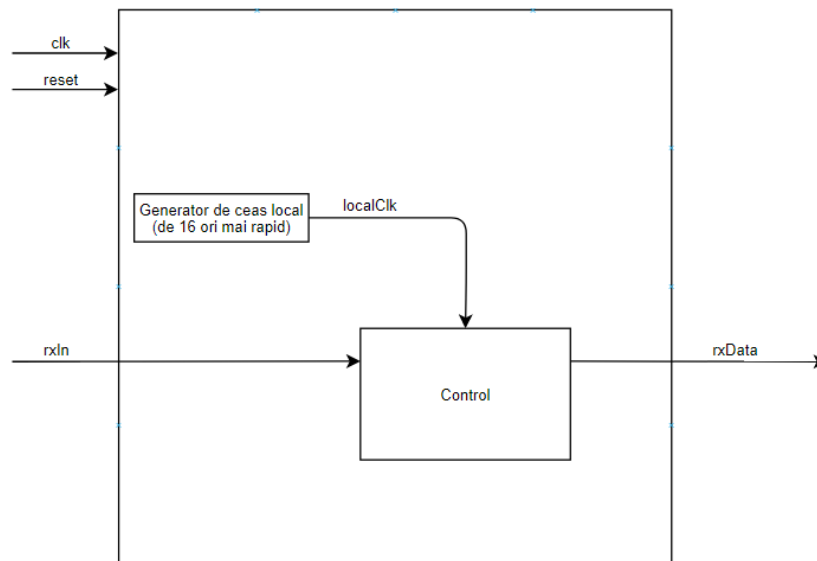 clk
reset
Generator de ceas local
(de 16 ori mai rapid)
localClk
rxIn
rxData
Control